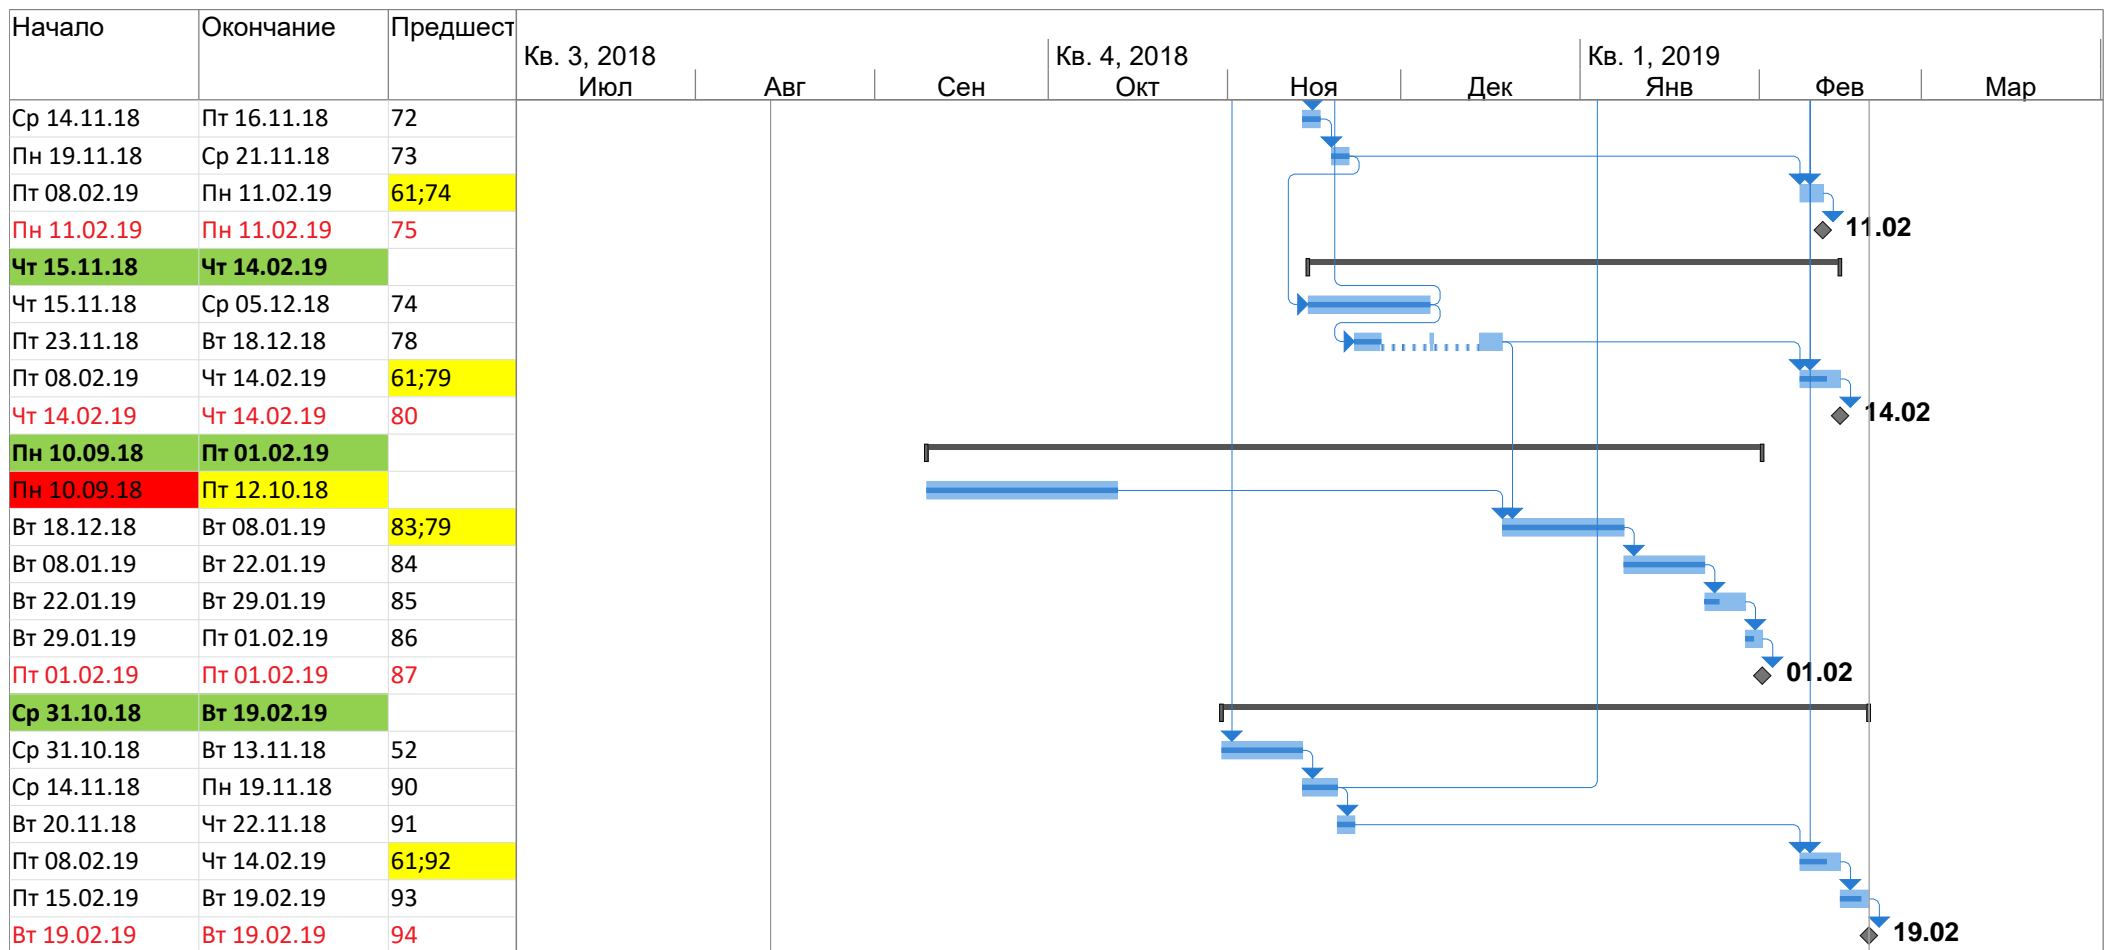 Начало Окончание Предшест
Кв. 3, 2018 Кв. 4, 2018 Кв. 1, 2019
Июл Авг Сен Окт Ноя Дек Янв Фев Мар
Ср 14.11.18 Пт 16.11.18 72
Пн 19.11.18 Ср 21.11.18 73
Пт 08.02.19 Пн 11.02.19 61;74
Пн 11.02.19 Пн 11.02.19 75 11.02
Чт 15.11.18 Чт 14.02.19
Чт 15.11.18 Ср 05.12.18 74
Пт 23.11.18 Вт 18.12.18 78
Пт 08.02.19 Чт 14.02.19 61;79
Чт 14.02.19 Чт 14.02.19 80 14.02
Пн 10.09.18 Пт 01.02.19
Пн 10.09.18 Пт 12.10.18
Вт 18.12.18 Вт 08.01.19 83;79
Вт 08.01.19 Вт 22.01.19 84
Вт 22.01.19 Вт 29.01.19 85
Вт 29.01.19 Пт 01.02.19 86
Пт 01.02.19 Пт 01.02.19 87 01.02
Ср 31.10.18 Вт 19.02.19
Ср 31.10.18 Вт 13.11.18 52
Ср 14.11.18 Пн 19.11.18 90
Вт 20.11.18 Чт 22.11.18 91
Пт 08.02.19 Чт 14.02.19 61;92
Пт 15.02.19 Вт 19.02.19 93
Вт 19.02.19 Вт 19.02.19 94 19.02